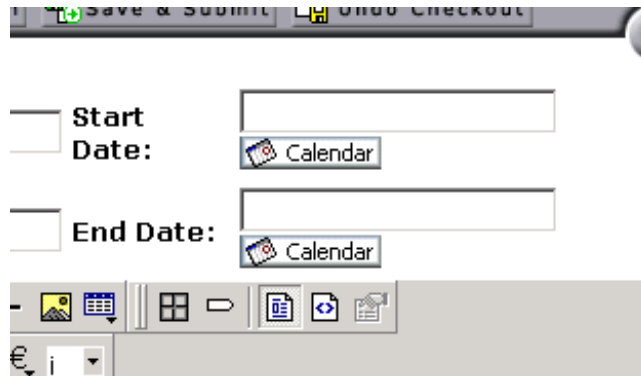 Save & Submit Undo Checkout
Start
Date:
Calendar
End Date:
Calendar
€ i